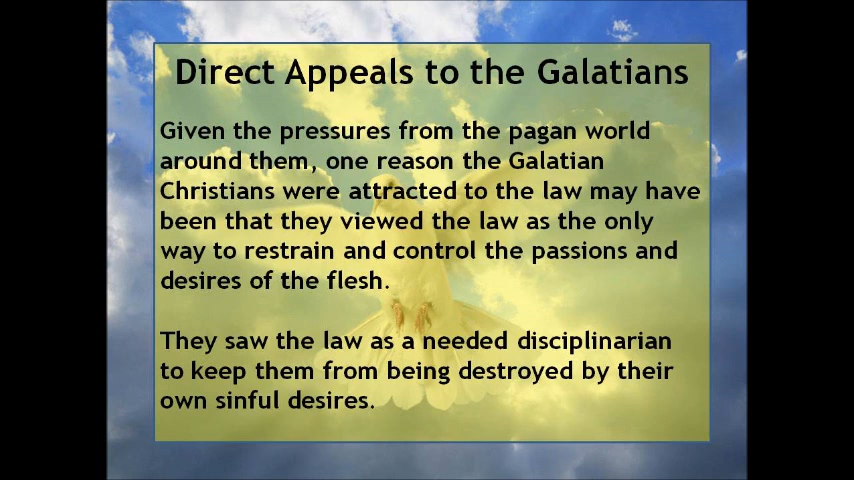 Direct Appeals to the Galatians
Given the pressures from the pagan world
around them, one reason the Galatian
Christians were attracted to the law may have
been that they viewed the law as the only
way to restrain and control the passions and
desires of the flesh.
They saw the law as a needed disciplinarian
to keep them from being destroyed by their
own sinful desires.